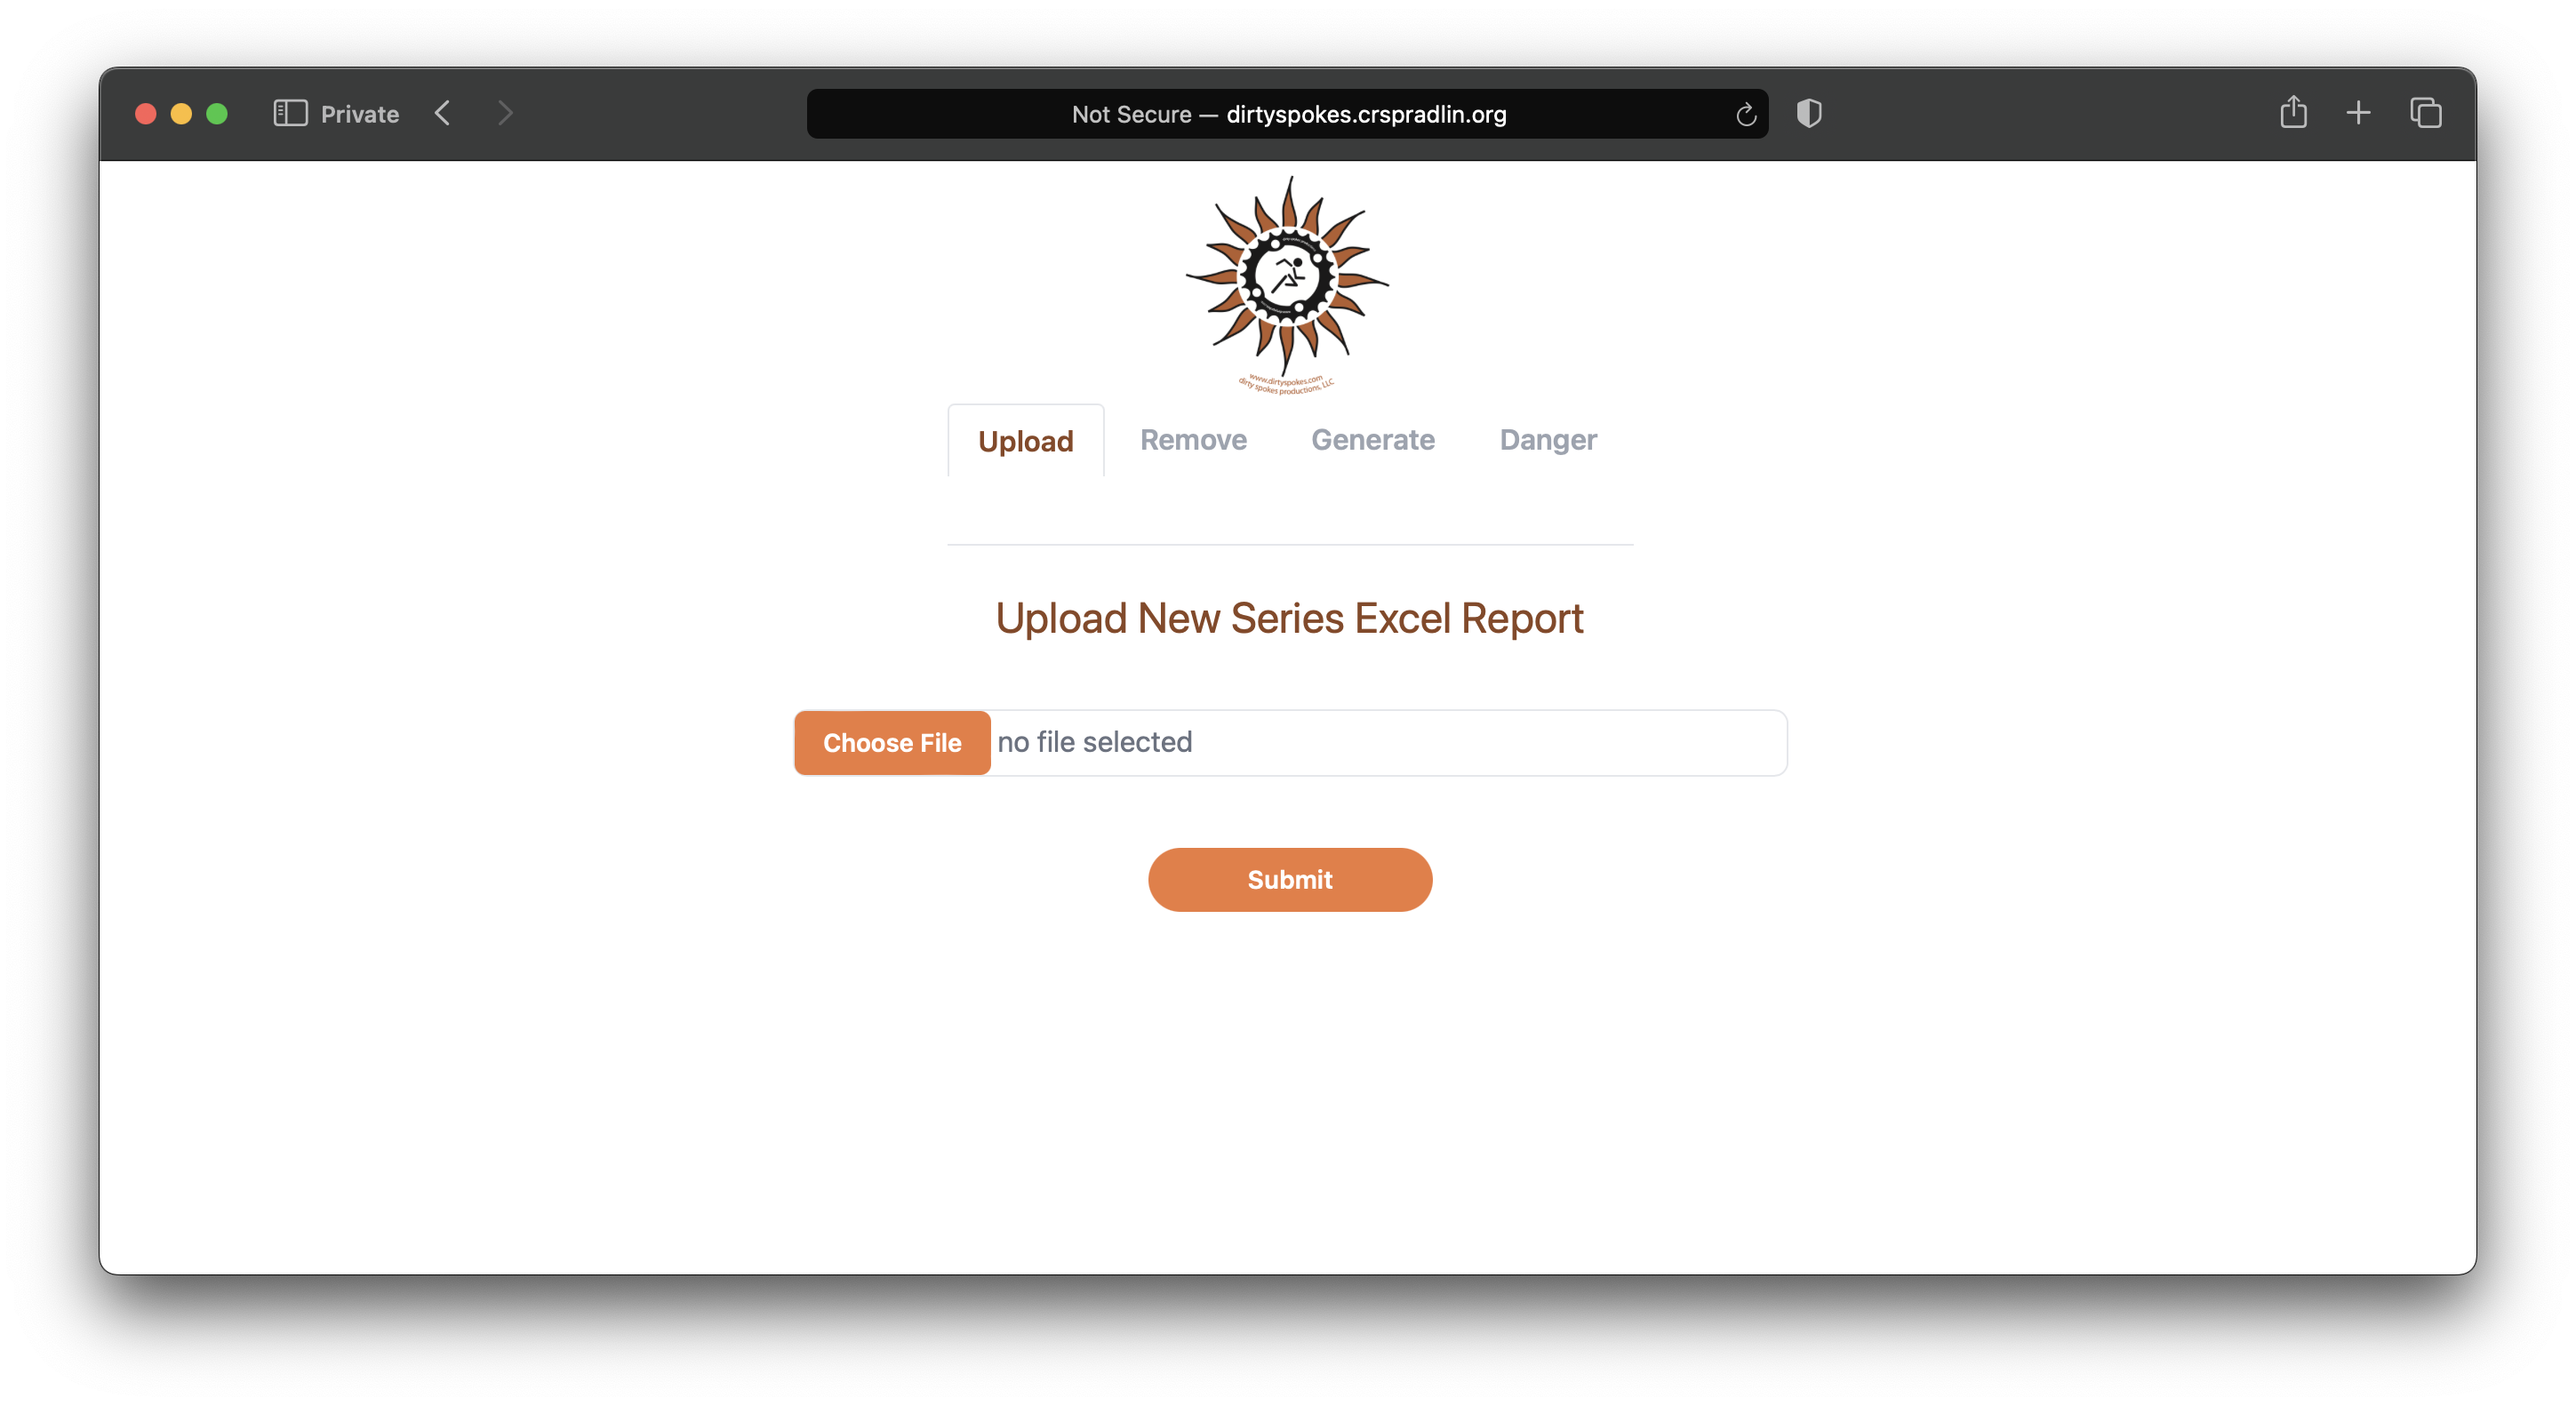 Private
Not Secure — dirtyspokes.crspradlin.org
www.dirtyspokes.com
dirty spokes productions, LLC
Upload Remove Generate Danger
Upload New Series Excel Report
Choose File no file selected
Submit